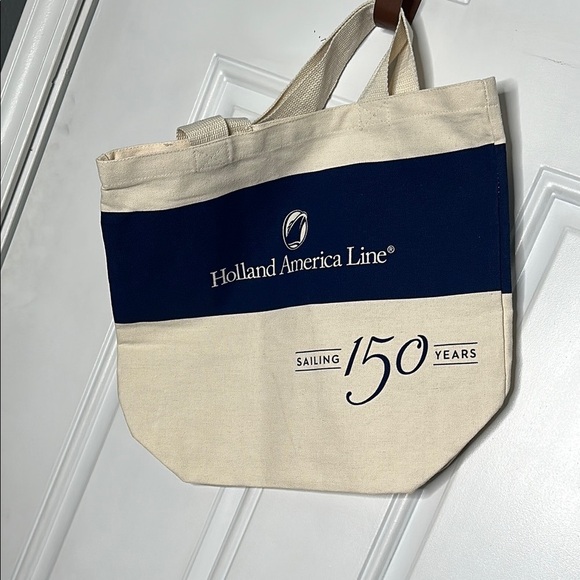 Holland America Line®
SAILING 150 YEARS